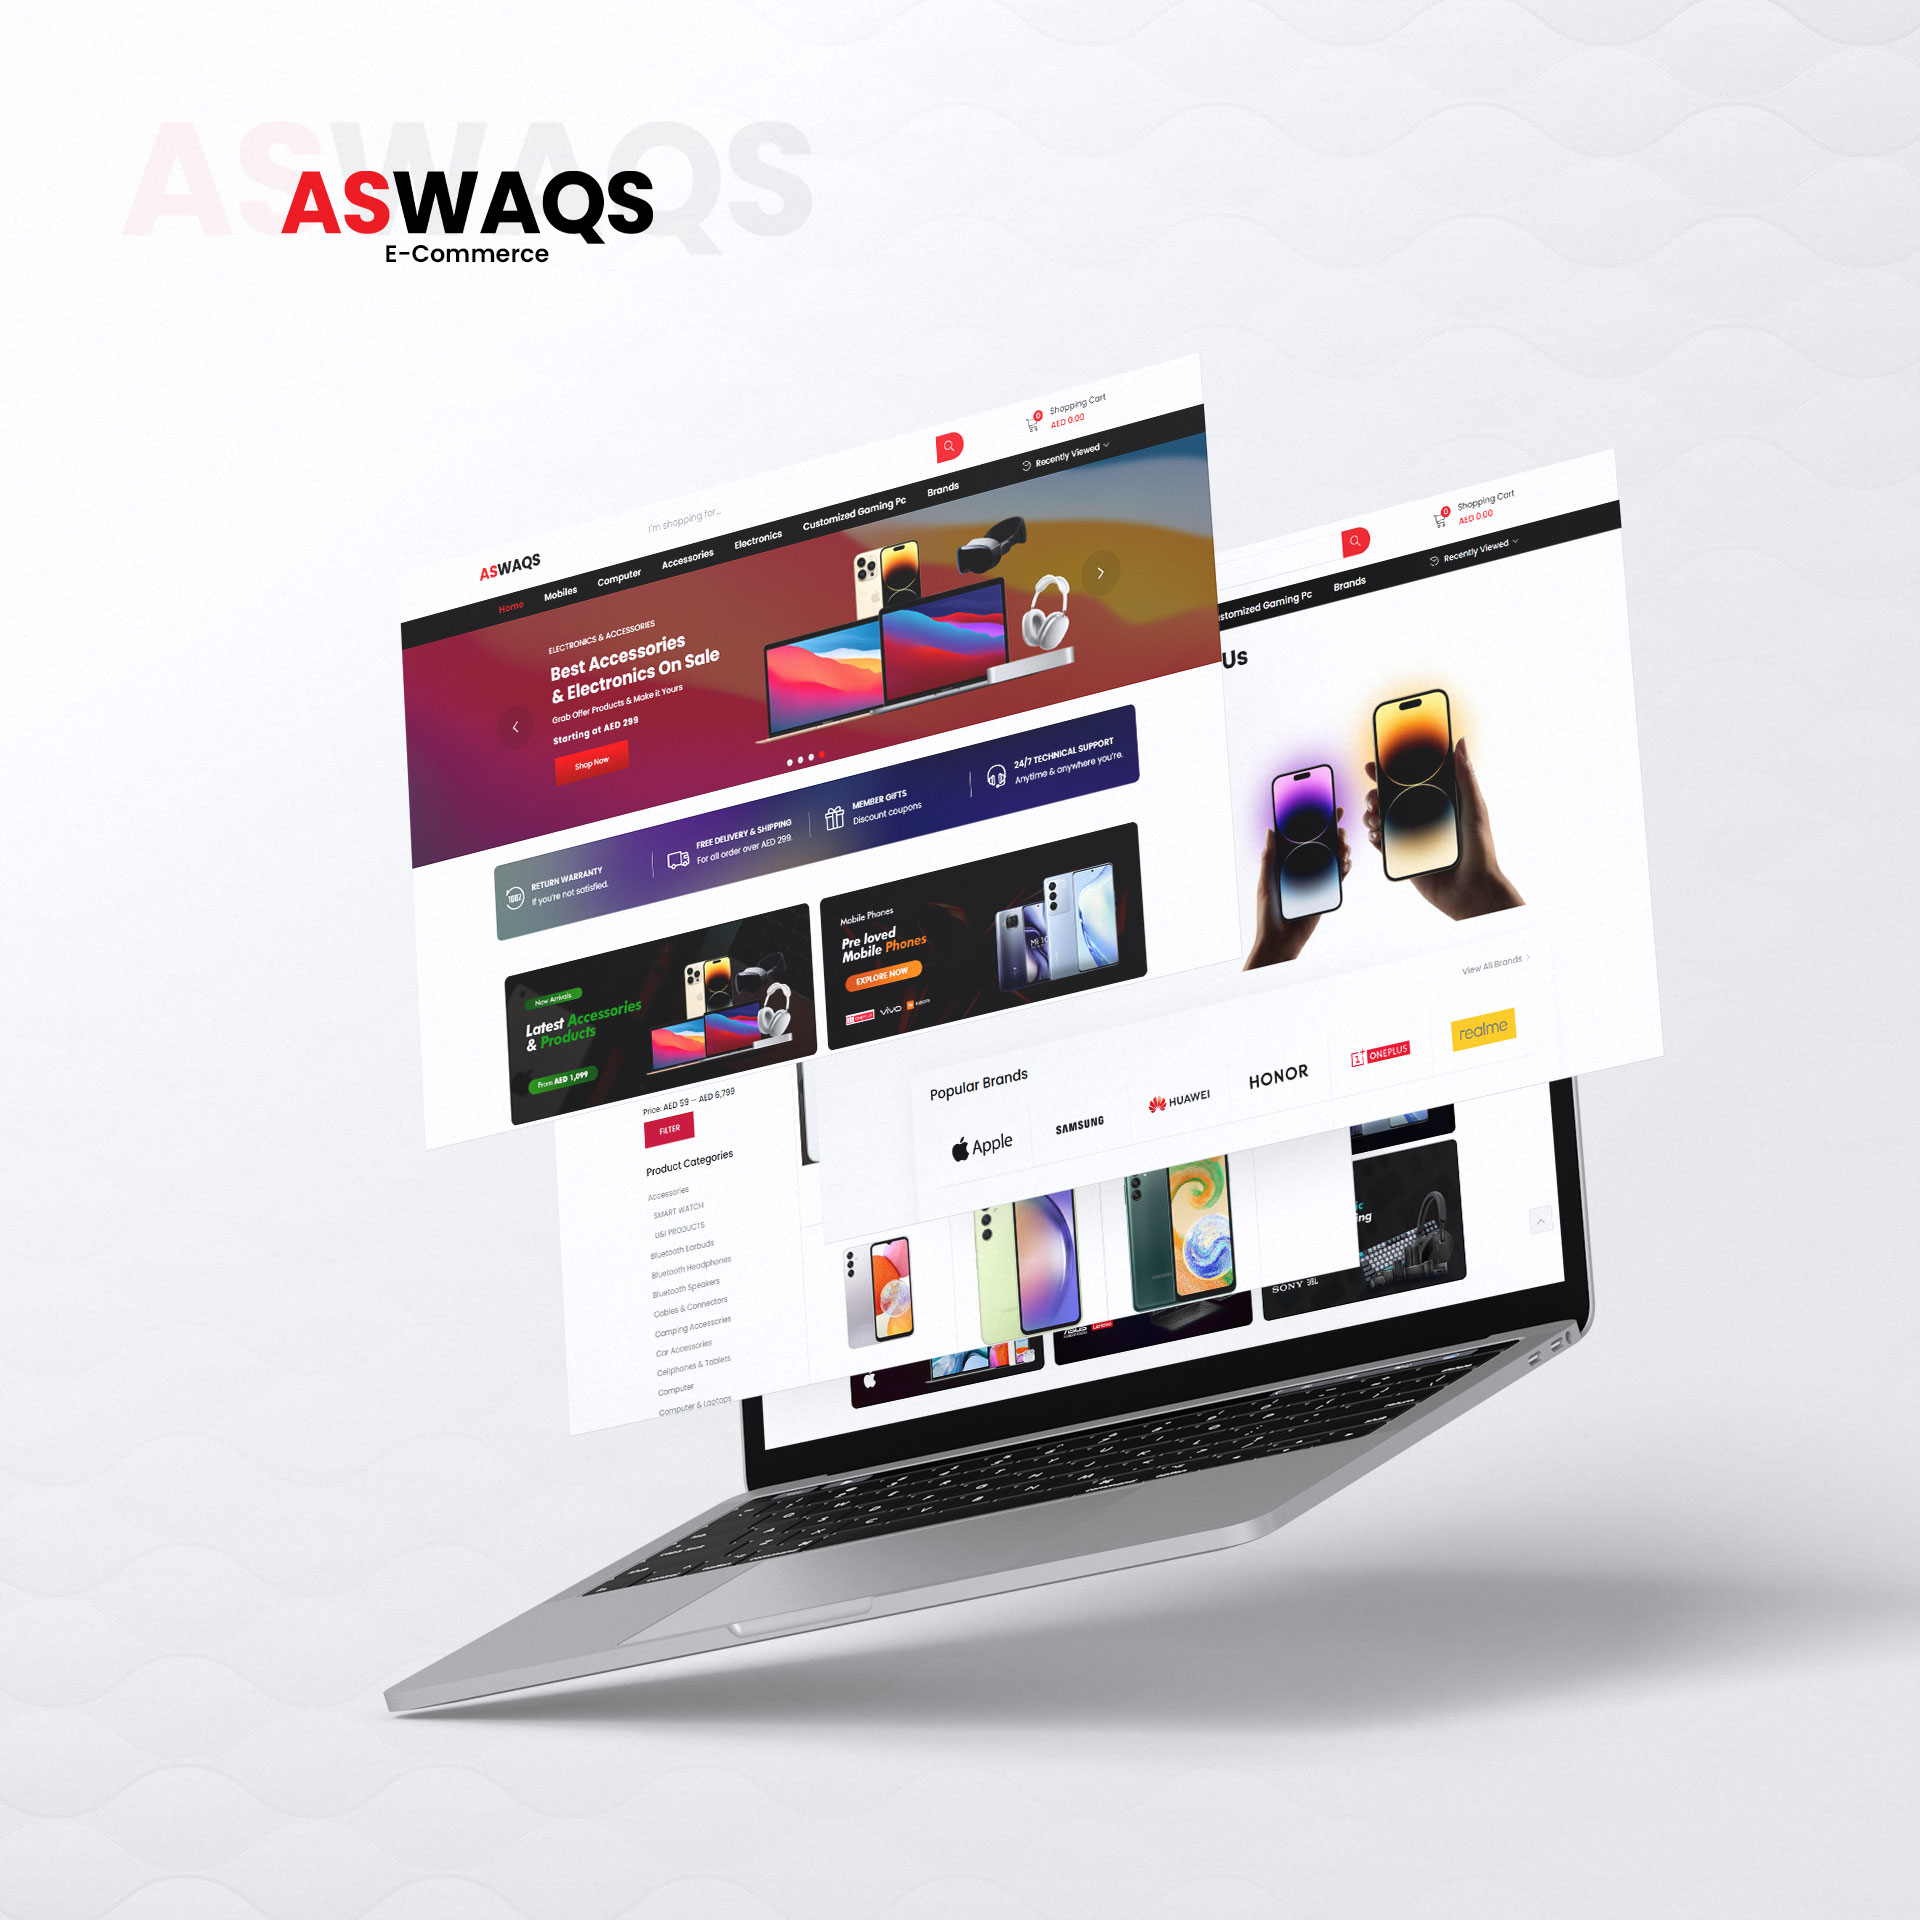 ASWAQS
ASWAQS
E-Commerce
0
Shopping Cart
AED 0.00
I'm shopping for...
ASWAQS
Home
Mobiles
Computer
Accessories
Electronics
Customized Gaming Pc
Brands
Recently Viewed
ELECTRONICS & ACCESSORIES
Best Accessories
& Electronics On Sale
Grab Offer Products & Make it Yours
Starting at AED 299
Shop Now
RETURN WARRANTY
If you're not satisfied.
FREE DELIVERY & SHIPPING
For all order over AED 299.
MEMBER GIFTS
Discount coupons
24/7 TECHNICAL SUPPORT
Anytime & anywhere you're.
New Arrivals
Latest Accessories
& Products
From AED 1,099
Mobile Phones
Pre loved
Mobile Phones
EXPLORE NOW
ONEPLUS
vivo
Mi 10
0
Shopping Cart
AED 0.00
stomized Gaming Pc
Brands
Recently Viewed
Us
View All Brands
Popular Brands
Apple
SAMSUNG
HUAWEI
HONOR
ONEPLUS
realme
Price: AED 59 — AED 6,799
FILTER
Product Categories
Accessories
SMART WATCH
U&I PRODUCTS
Bluetooth Earbuds
Bluetooth Headphones
Bluetooth Speakers
Cables & Connectors
Camping Accessories
Car Accessories
Cellphones & Tablets
Computer
Computer & Laptops
ic
ing
SONY JBL
Lenovo